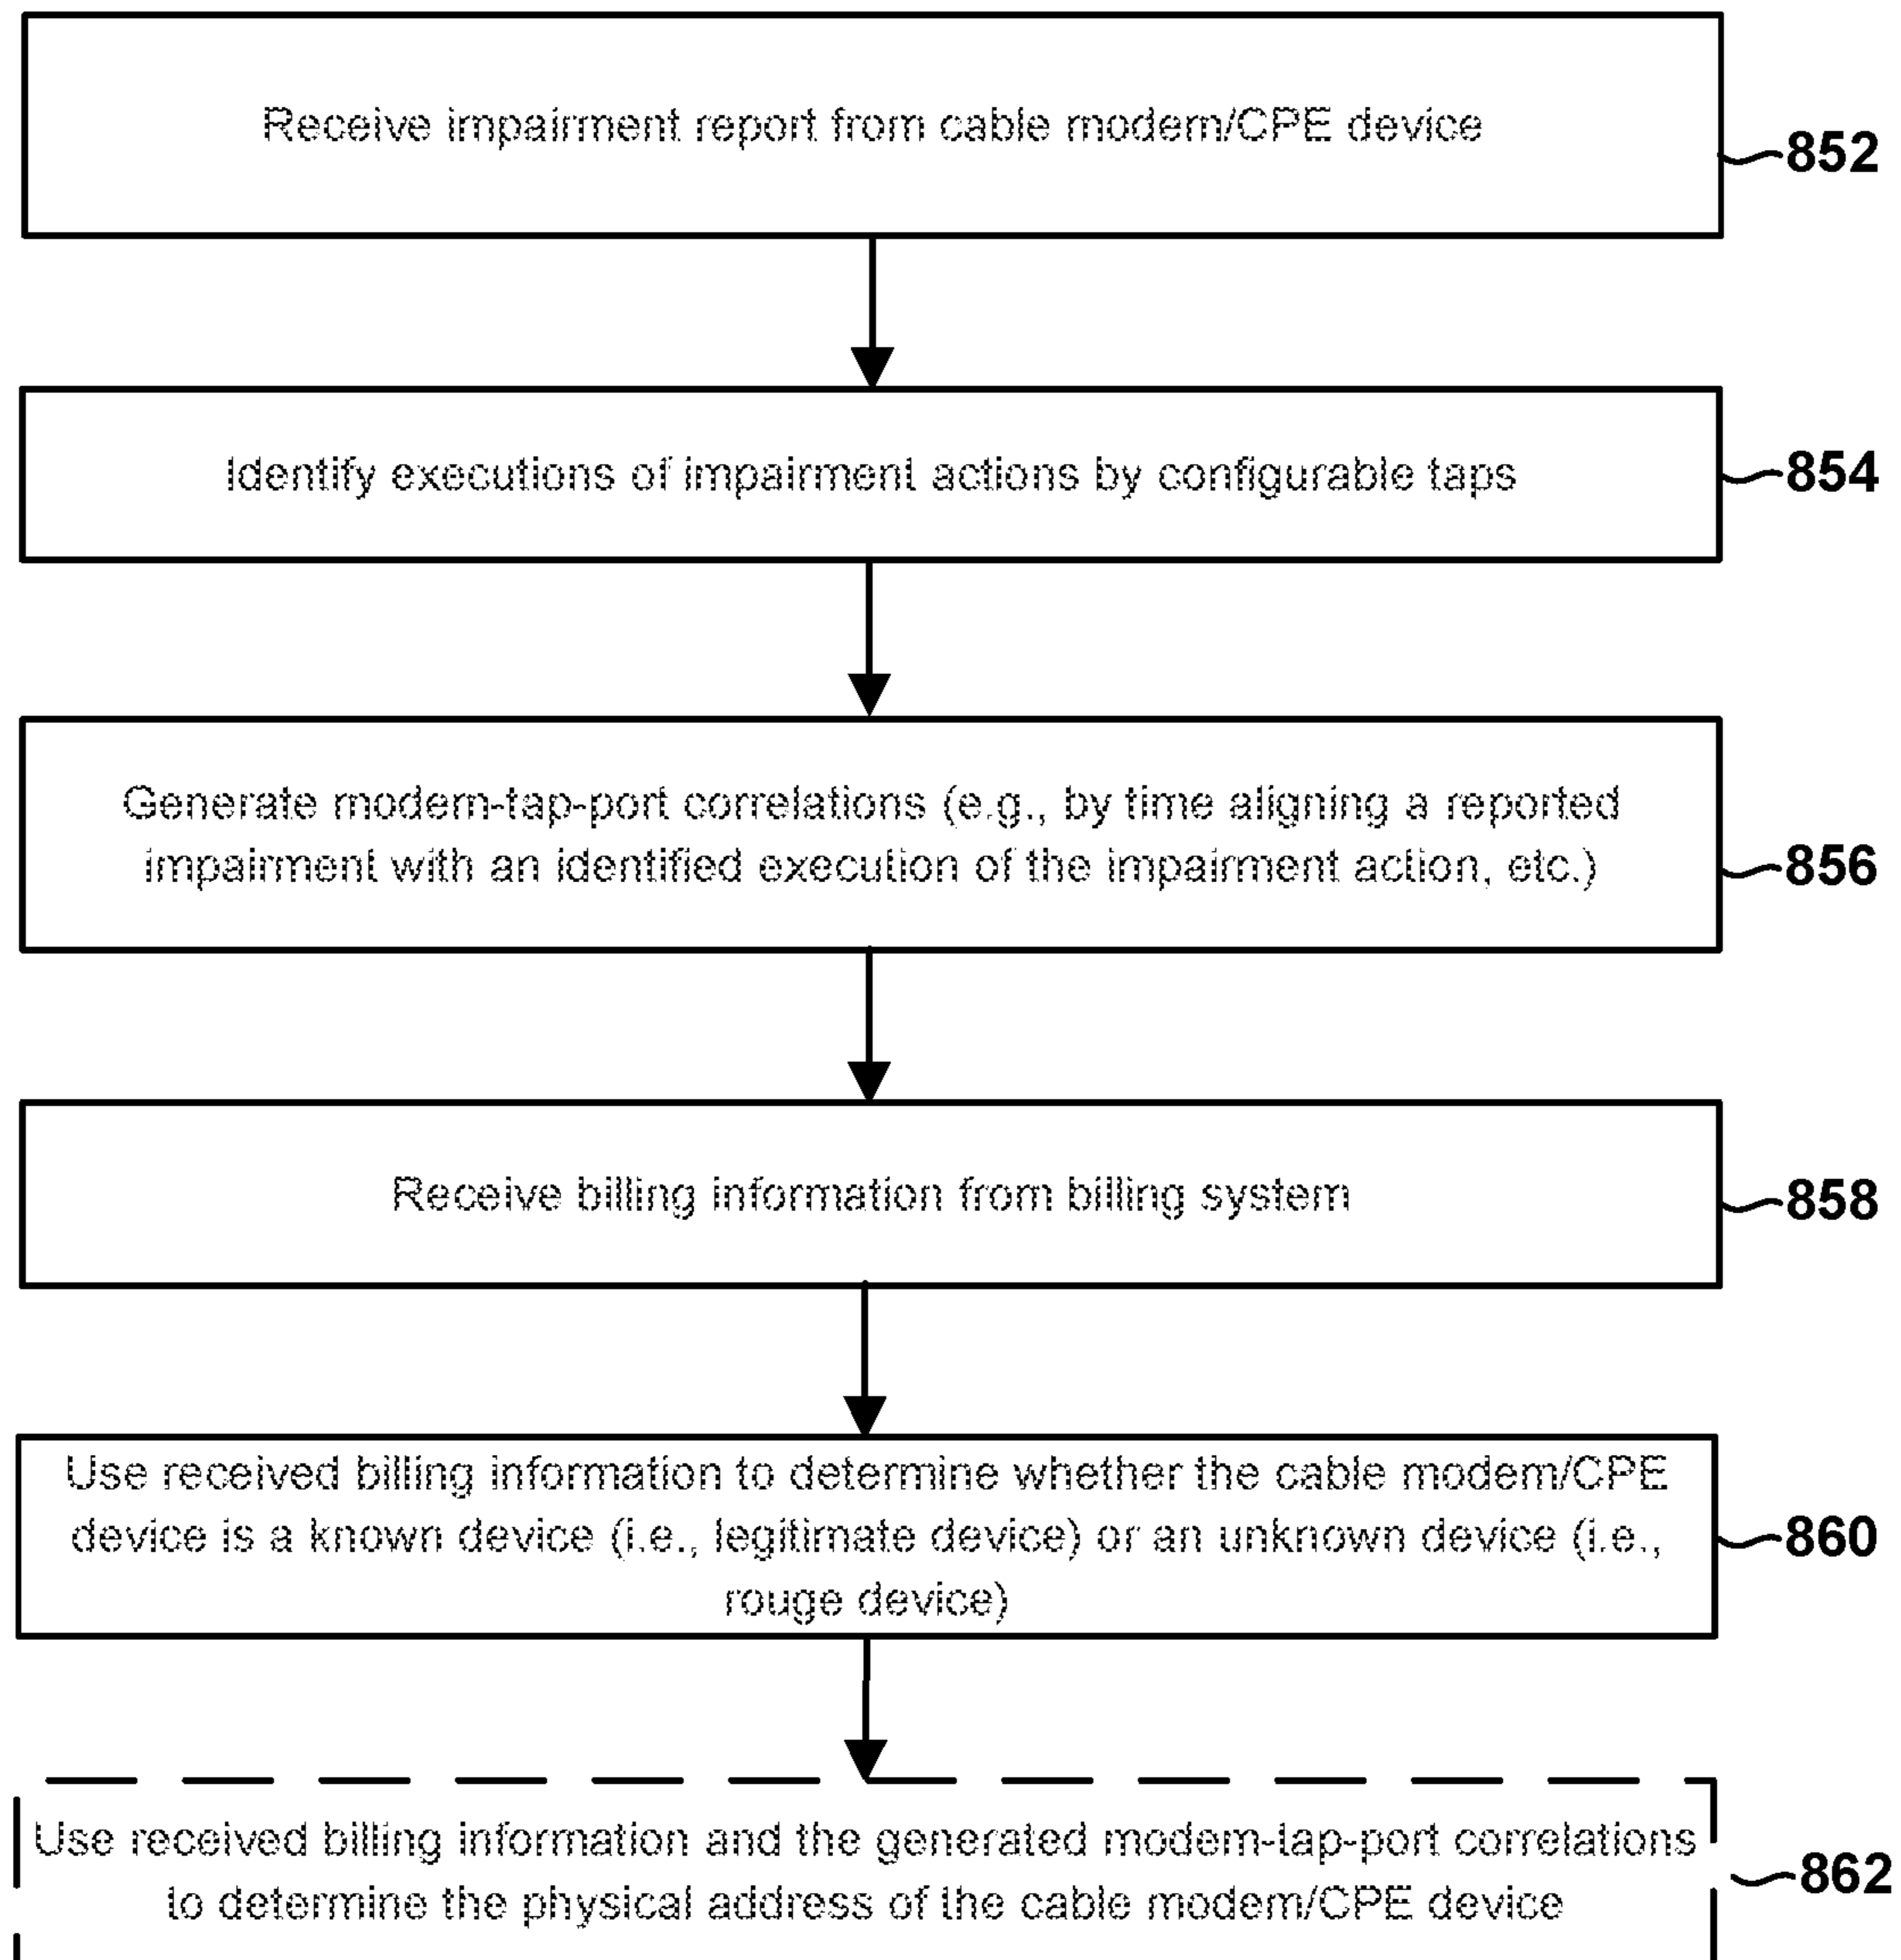 Receive impairment report from cable modem/CPE device
852
Identify executions of impairment actions by configurable taps
854
Generate modem-tap-port correlations (e.g., by time aligning a reported
impairment with an identified execution of the impairment action, etc.)
856
Receive billing information from billing system
858
Use received billing information to determine whether the cable modem/CPE
device is a known device (i.e., legitimate device) or an unknown device (i.e.,
rouge device)
860
Use received billing information and the generated modem-tap-port correlations
to determine the physical address of the cable modem/CPE device
862